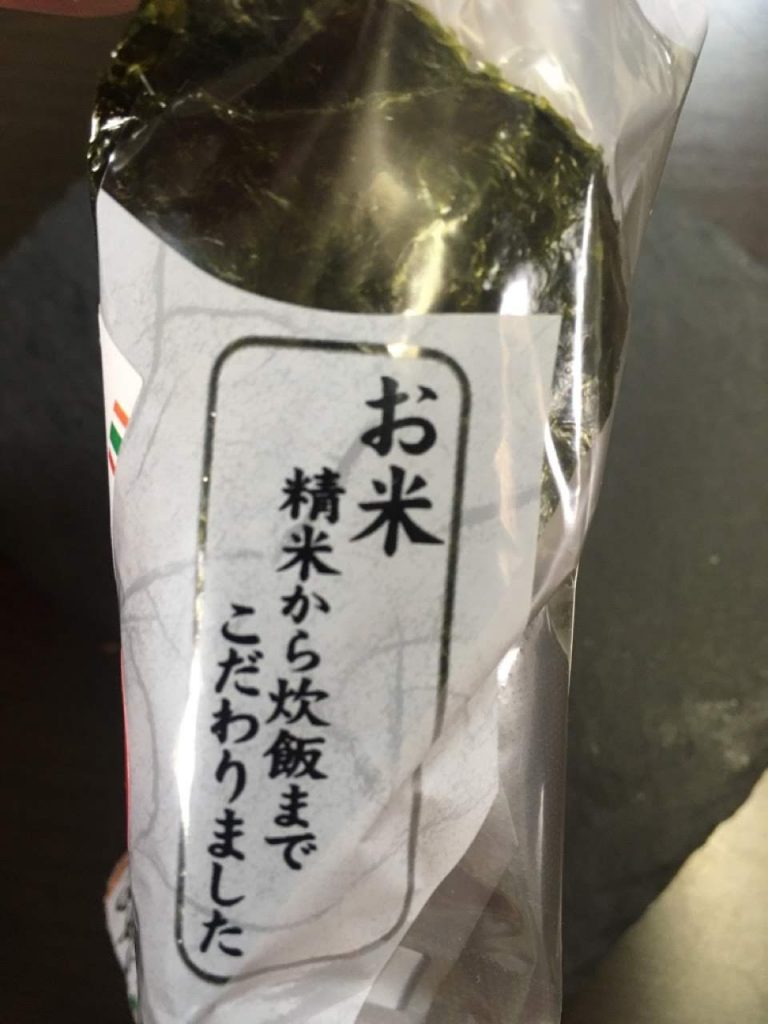 お米
精米から炊飯まで
こだわりました